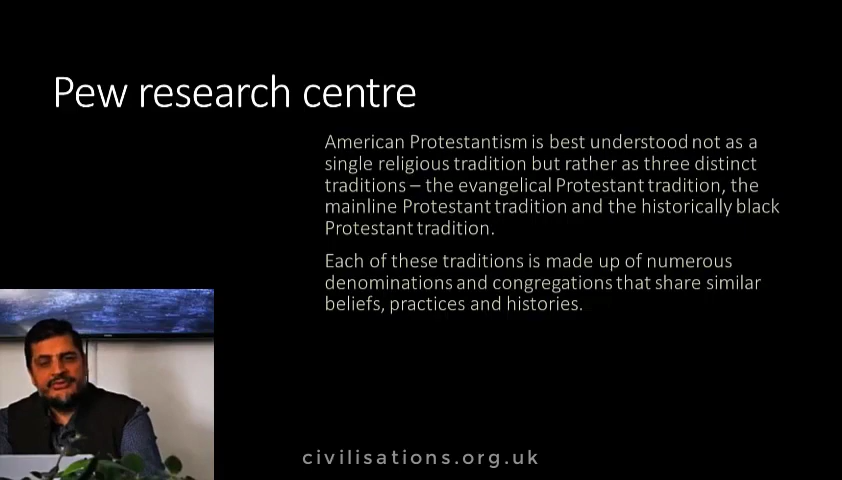 Pew research centre
American Protestantism is best understood not as a
single religious tradition but rather as three distinct
traditions – the evangelical Protestant tradition, the
mainline Protestant tradition and the historically black
Protestant tradition.
Each of these traditions is made up of numerous
denominations and congregations that share similar
beliefs, practices and histories.
civilisations.org.uk